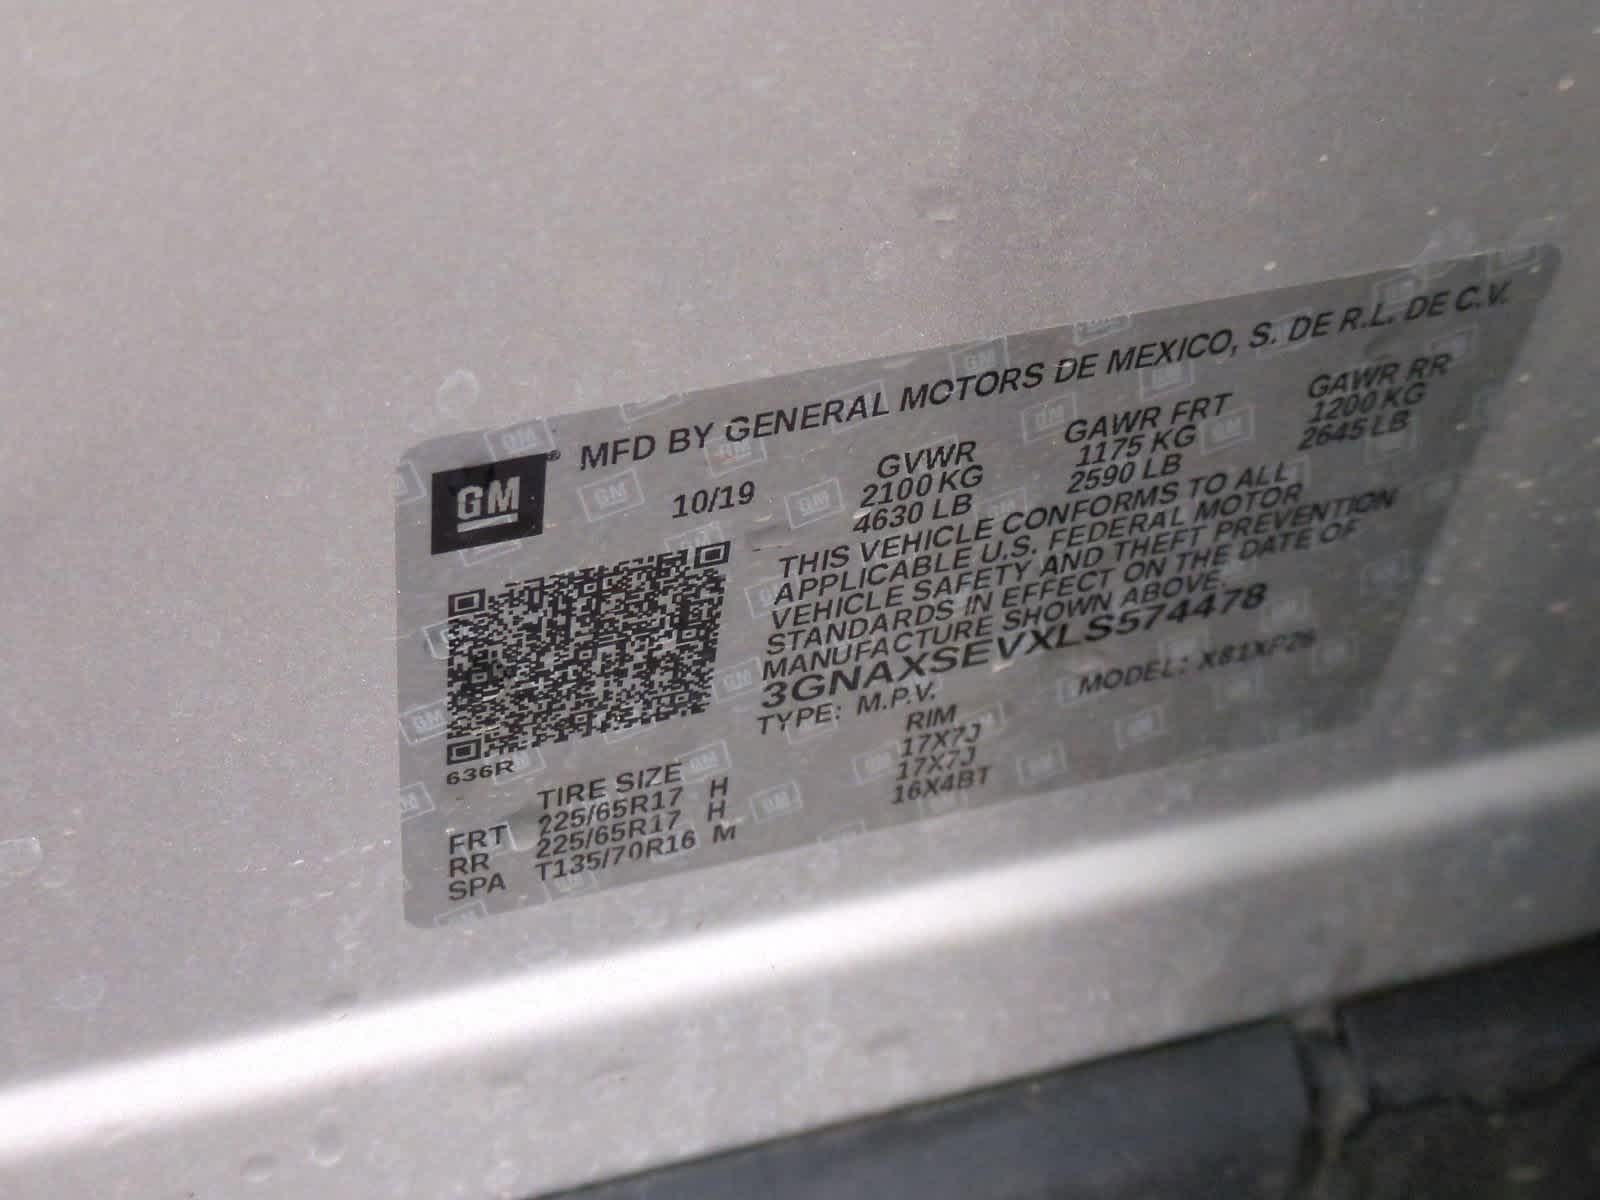 GM® MFD BY GENERAL MOTORS DE MEXICO, S. DE R.L. DE C.V.
10/19 GVWR GAWR FRT GAWR RR
2100 KG 1175 KG 1200 KG
4630 LB 2590 LB 2645 LB
THIS VEHICLE CONFORMS TO ALL
APPLICABLE U.S. FEDERAL MOTOR
VEHICLE SAFETY AND THEFT PREVENTION
STANDARDS IN EFFECT ON THE DATE OF
MANUFACTURE SHOWN ABOVE.
3GNAXSEVXLS574478
TYPE: M.P.V. MODEL: X81XF26
636R
TIRE SIZE RIM
FRT 225/65R17 H 17X7J
RR 225/65R17 H 17X7J
SPA T135/70R16 M 16X4BT